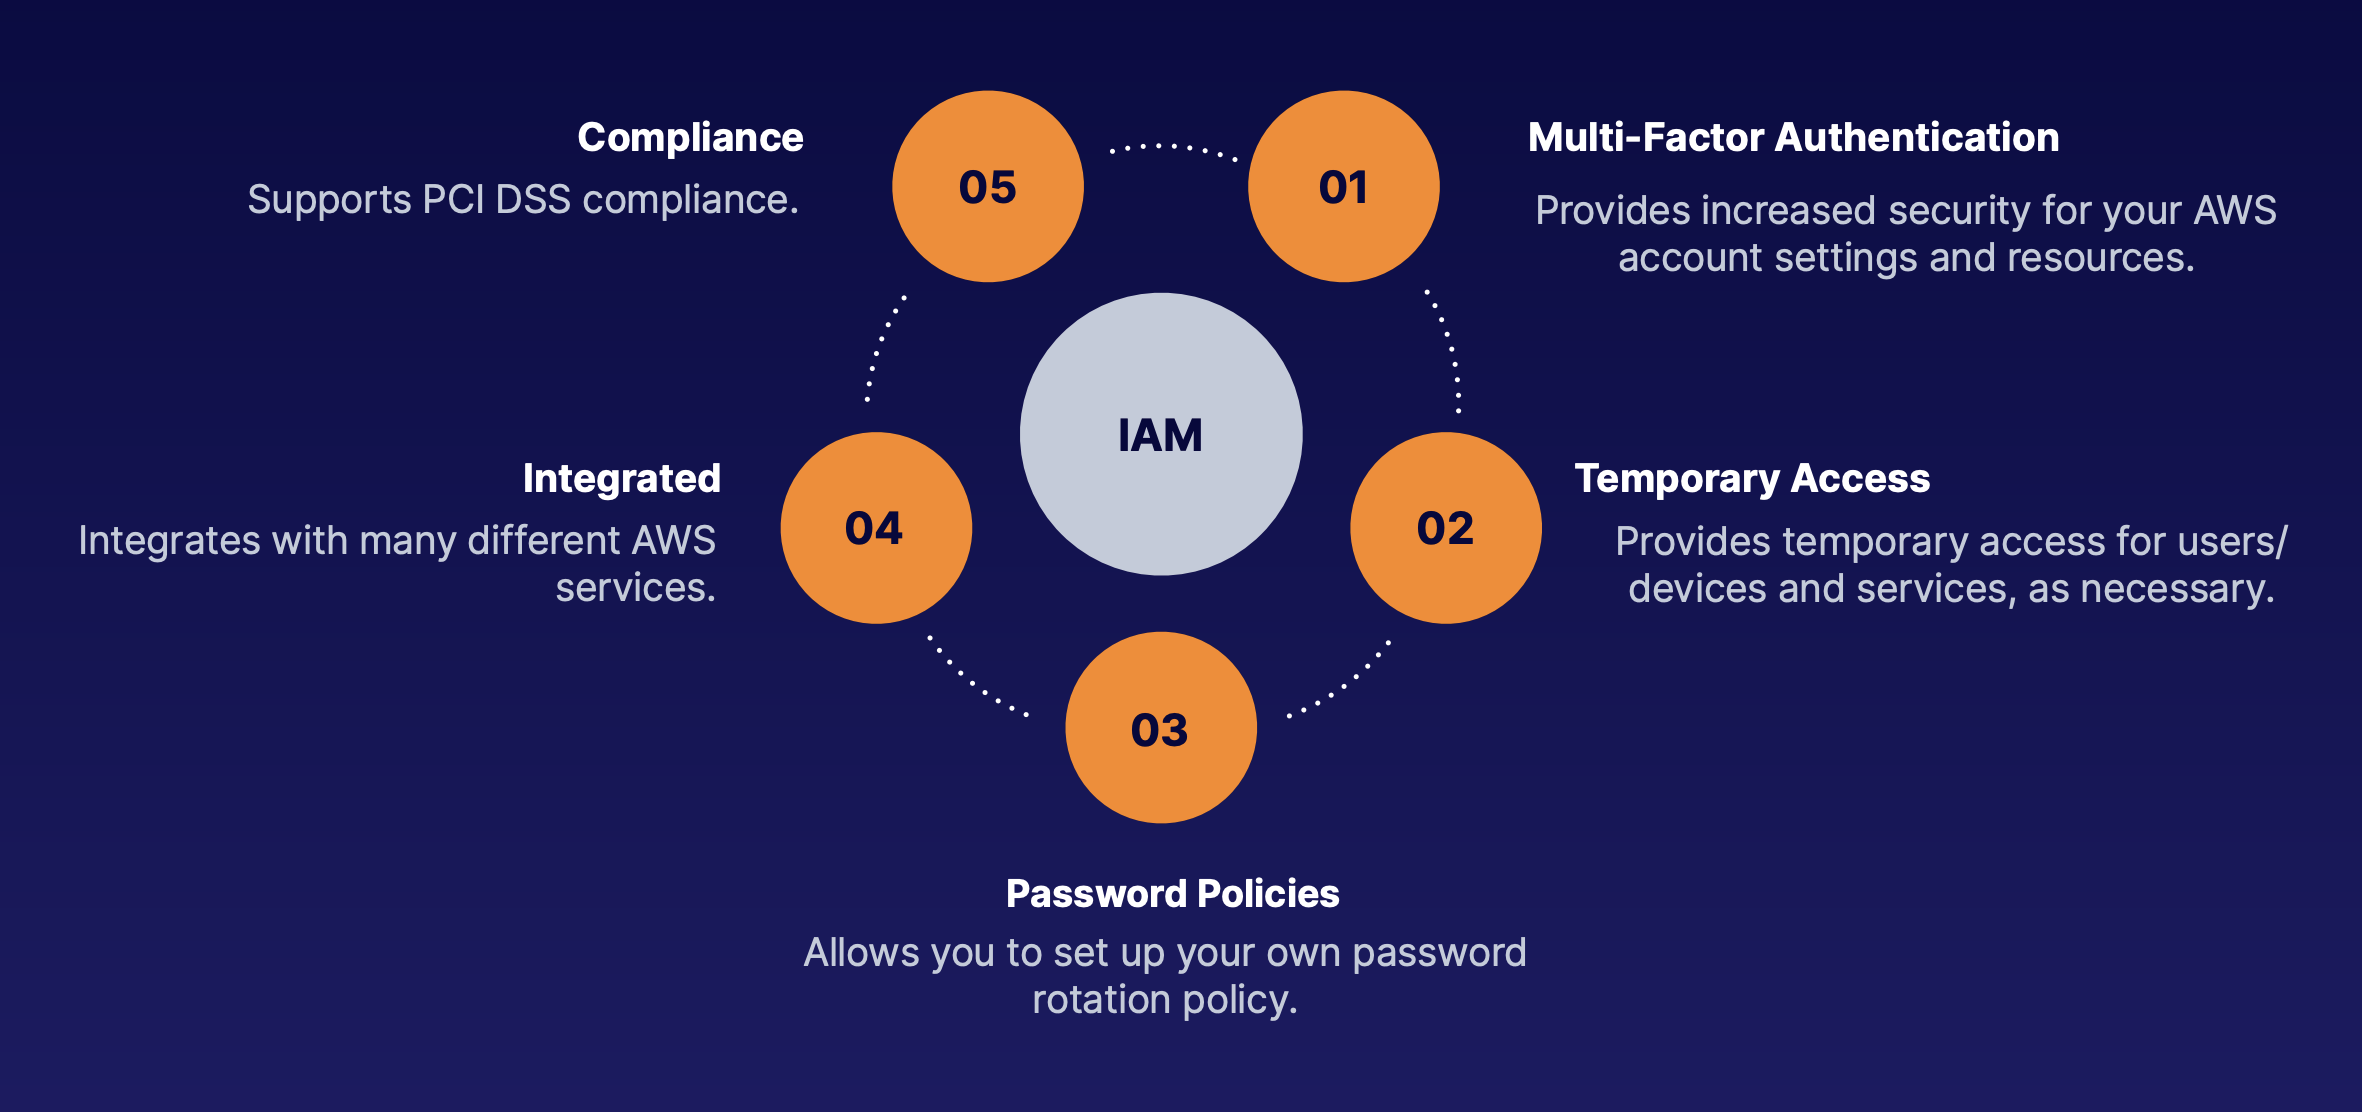 Compliance
Supports PCI DSS compliance.
05
01
Multi-Factor Authentication
Provides increased security for your AWS
account settings and resources.
IAM
Integrated
Integrates with many different AWS
services.
04
02
Temporary Access
Provides temporary access for users/
devices and services, as necessary.
03
Password Policies
Allows you to set up your own password
rotation policy.